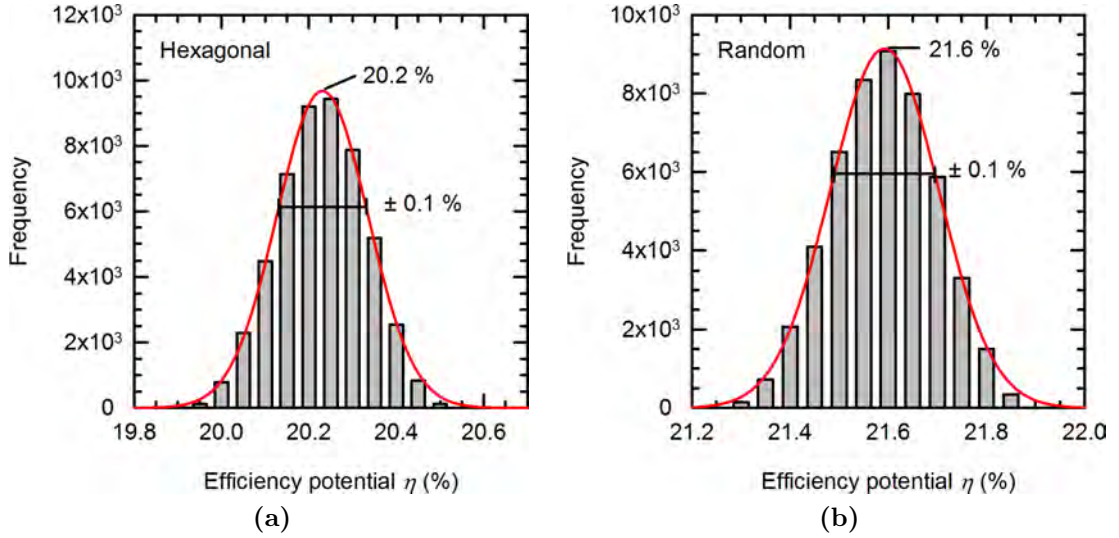 12x10³
10x10³
8x10³
6x10³
4x10³
2x10³
0
Frequency
Hexagonal
20.2 %
± 0.1 %
19.8 20.0 20.2 20.4 20.6
Efficiency potential η (%)
(a)
10x10³
8x10³
6x10³
4x10³
2x10³
0
Frequency
Random
21.6 %
± 0.1 %
21.2 21.4 21.6 21.8 22.0
Efficiency potential η (%)
(b)